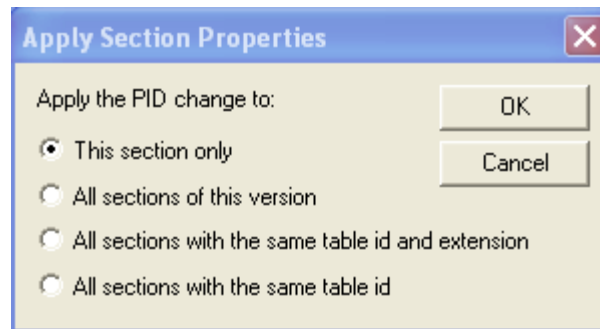 Apply Section Properties
Apply the PID change to:
OK
This section only
Cancel
All sections of this version
All sections with the same table id and extension
All sections with the same table id